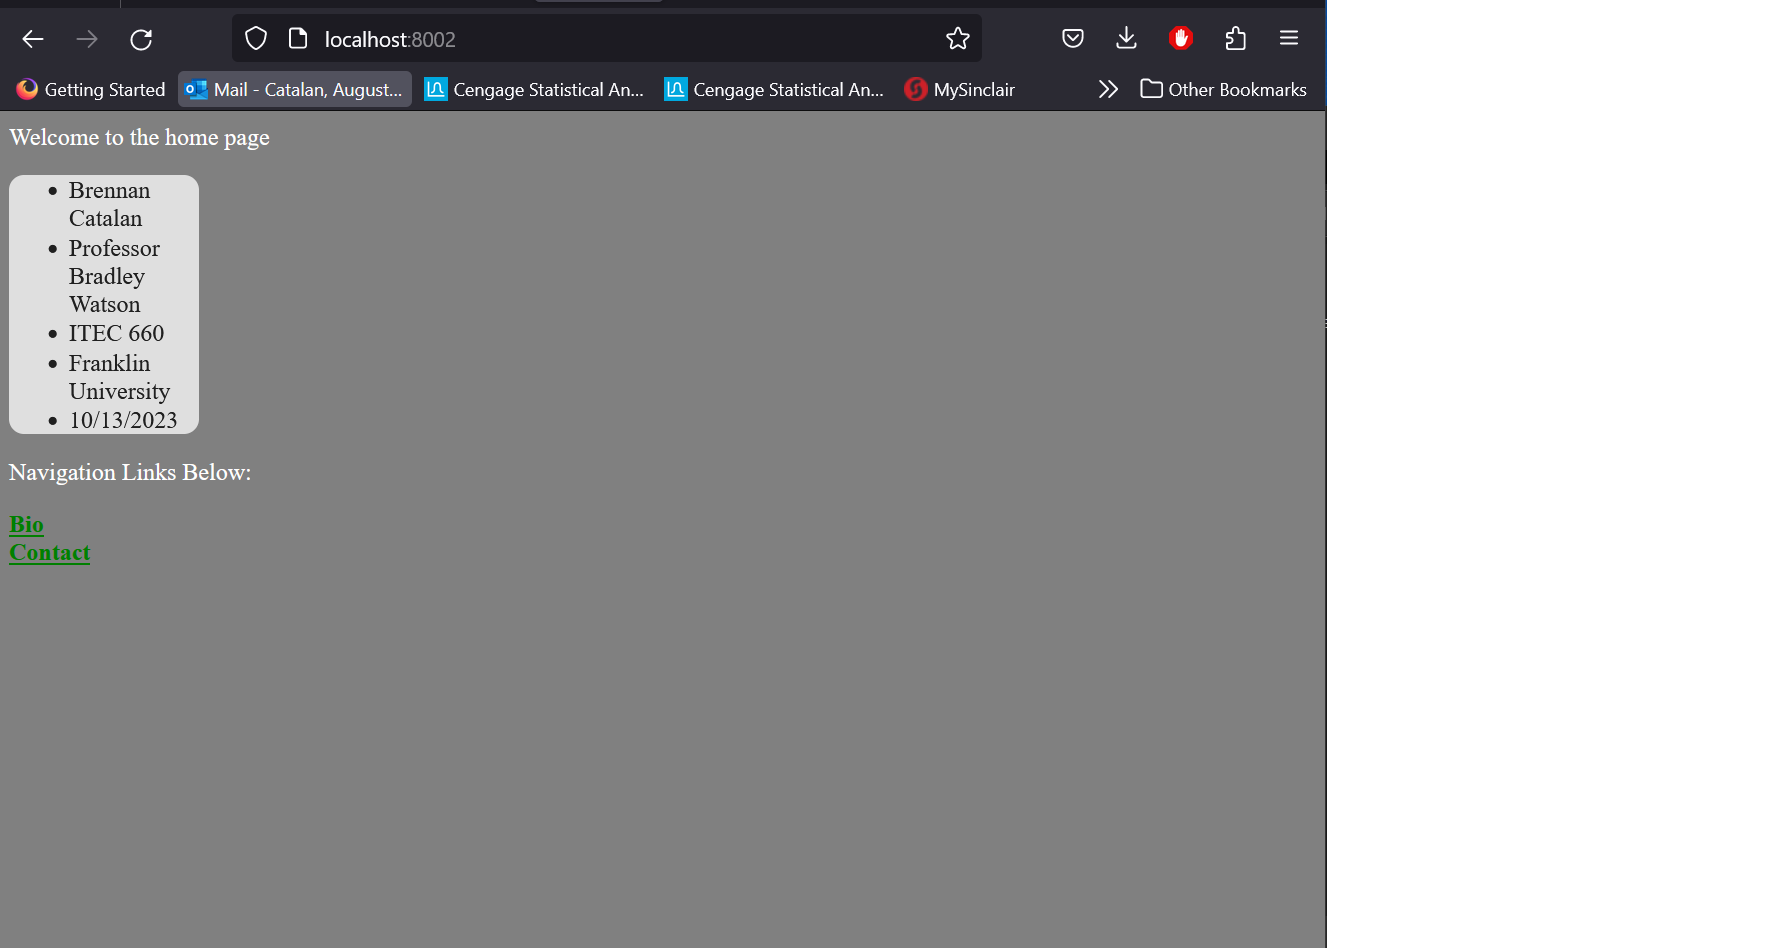 localhost:8002
Getting Started Mail - Catalan, August... Cengage Statistical An... Cengage Statistical An... MySinclair Other Bookmarks
Welcome to the home page
• Brennan
Catalan
• Professor
Bradley
Watson
• ITEC 660
• Franklin
University
• 10/13/2023
Navigation Links Below:
Bio
Contact